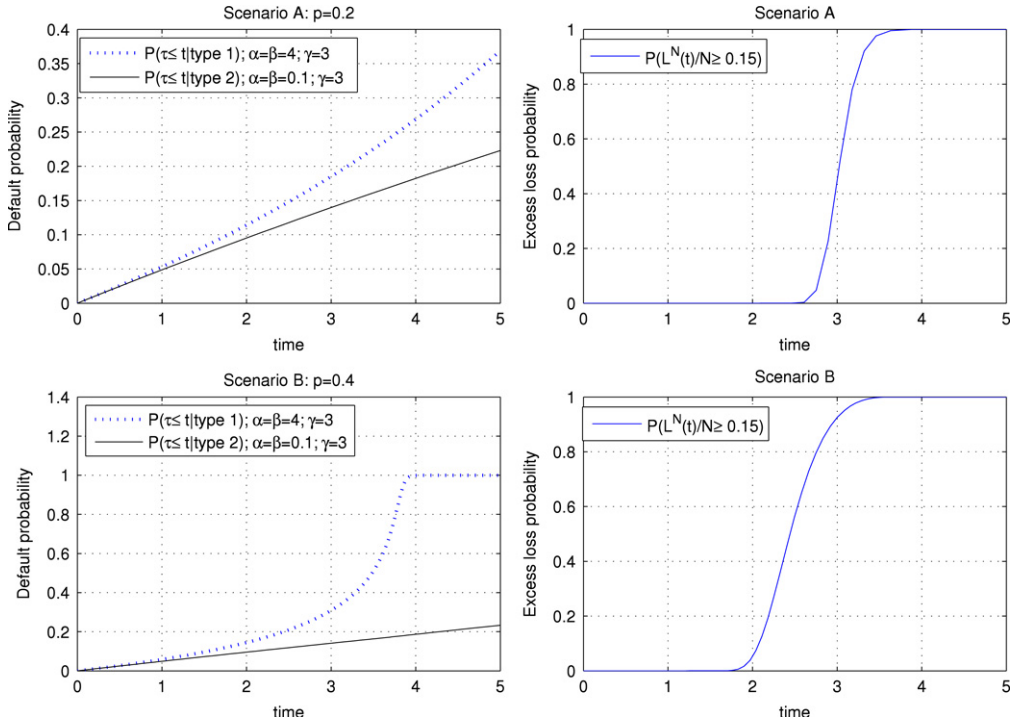 Scenario A: p=0.2
P(τ≤ t|type 1); α=β=4; γ=3
P(τ≤ t|type 2); α=β=0.1; γ=3
Default probability
0.4
0.35
0.3
0.25
0.2
0.15
0.1
0.05
0
0 1 2 3 4 5
time
Scenario A
P(L^N(t)/N≥ 0.15)
Excess loss probability
1
0.8
0.6
0.4
0.2
0
0 1 2 3 4 5
time
Scenario B: p=0.4
P(τ≤ t|type 1); α=β=4; γ=3
P(τ≤ t|type 2); α=β=0.1; γ=3
Default probability
1.4
1.2
1
0.8
0.6
0.4
0.2
0
0 1 2 3 4 5
time
Scenario B
P(L^N(t)/N≥ 0.15)
Excess loss probability
1
0.8
0.6
0.4
0.2
0
0 1 2 3 4 5
time